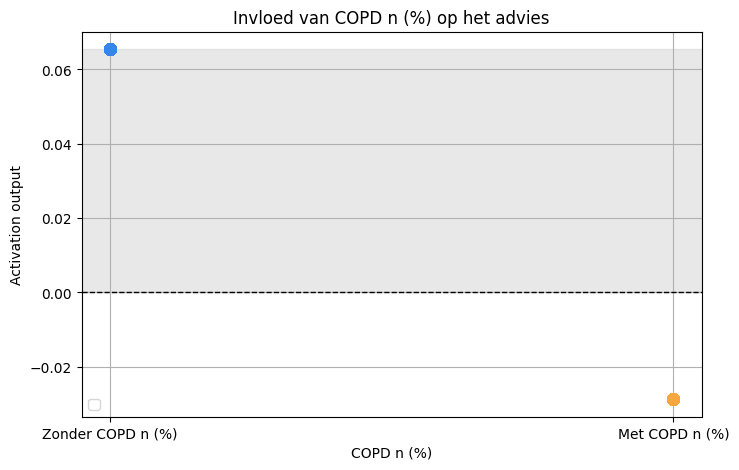 Invloed van COPD n (%) op het advies
Activation output
0.06
0.04
0.02
0.00
−0.02
Zonder COPD n (%)
Met COPD n (%)
COPD n (%)